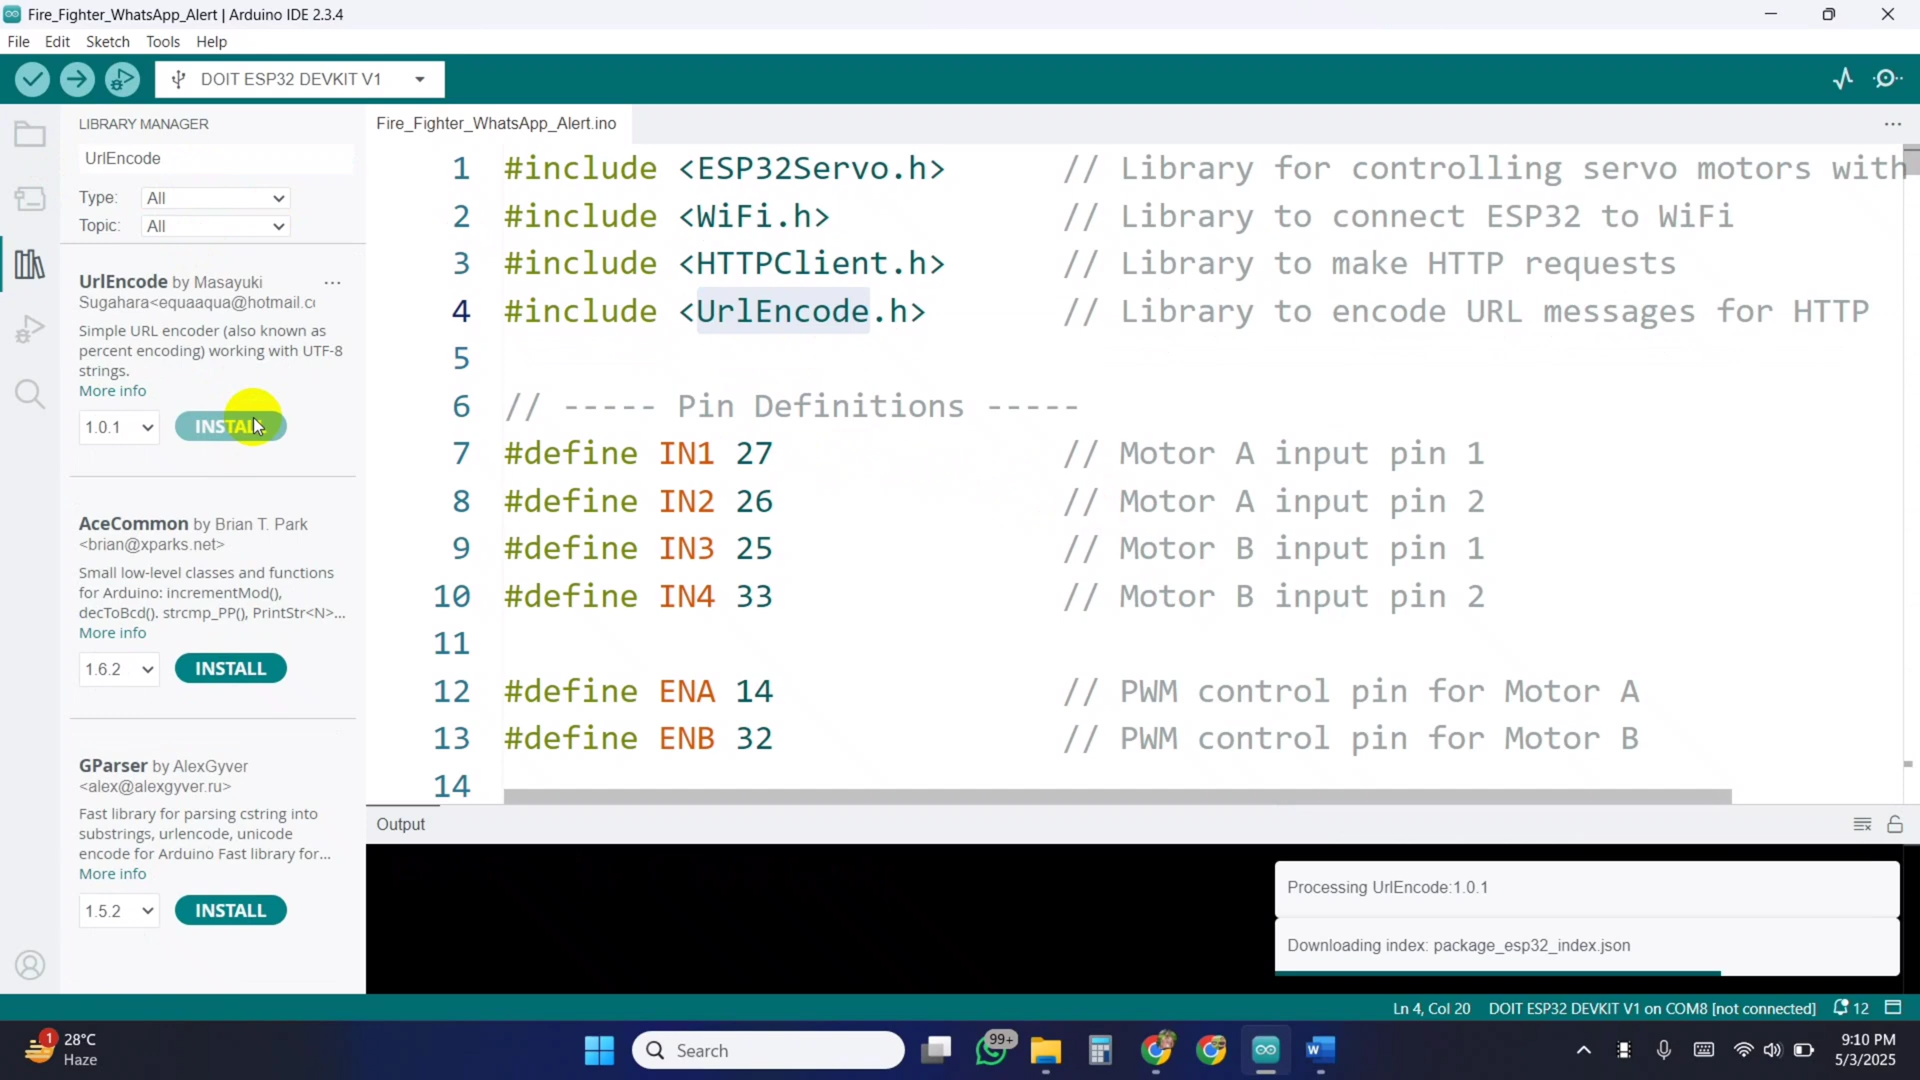 Fire_Fighter_WhatsApp_Alert | Arduino IDE 2.3.4
File Edit Sketch Tools Help
DOIT ESP32 DEVKIT V1
LIBRARY MANAGER
UrlEncode
Type: All
Topic: All
UrlEncode by Masayuki
Sugahara<equaaqua@hotmail.c
Simple URL encoder (also known as
percent encoding) working with UTF-8
strings.
More info
1.0.1 INSTALL
AceCommon by Brian T. Park
<brian@xparks.net>
Small low-level classes and functions
for Arduino: incrementMod(),
decToBcd(). strcmp_PP(), PrintStr<N>...
More info
1.6.2 INSTALL
GParser by AlexGyver
<alex@alexgyver.ru>
Fast library for parsing cstring into
substrings, urlencode, unicode
encode for Arduino Fast library for...
More info
1.5.2 INSTALL
Fire_Fighter_WhatsApp_Alert.ino
1 #include <ESP32Servo.h> // Library for controlling servo motors with
2 #include <WiFi.h> // Library to connect ESP32 to WiFi
3 #include <HTTPClient.h> // Library to make HTTP requests
4 #include <UrlEncode.h> // Library to encode URL messages for HTTP
5
6 // ----- Pin Definitions -----
7 #define IN1 27 // Motor A input pin 1
8 #define IN2 26 // Motor A input pin 2
9 #define IN3 25 // Motor B input pin 1
10 #define IN4 33 // Motor B input pin 2
11
12 #define ENA 14 // PWM control pin for Motor A
13 #define ENB 32 // PWM control pin for Motor B
14
Output
Processing UrlEncode:1.0.1
Downloading index: package_esp32_index.json
Ln 4, Col 20 DOIT ESP32 DEVKIT V1 on COM8 [not connected] 12
1 28°C
Haze
Search
99+
9:10 PM
5/3/2025